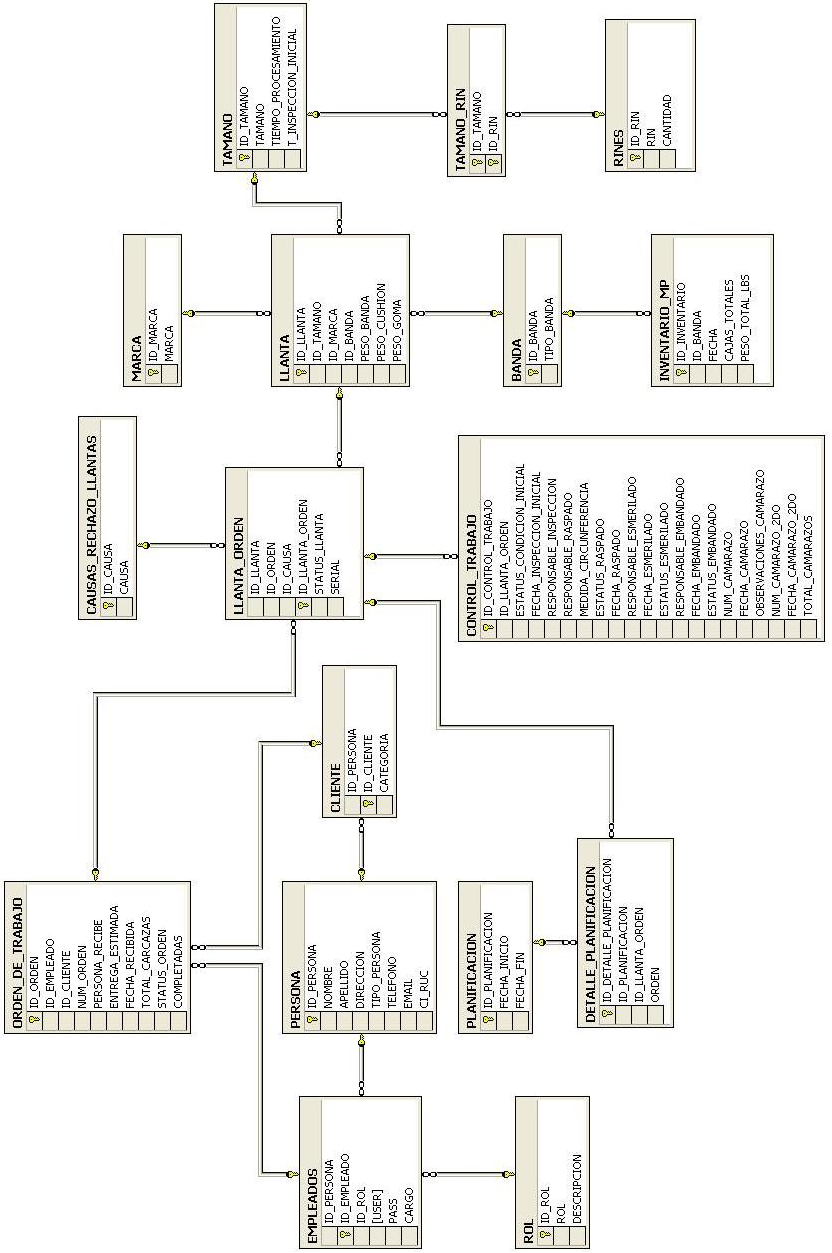 TAMANO
ID_TAMANO
TAMANO
TIEMPO_PROCESAMIENTO
T_INSPECCION_INICIAL
TAMANO_RIN
ID_TAMANO
ID_RIN
RINES
ID_RIN
RIN
CANTIDAD
MARCA
ID_MARCA
MARCA
LLANTA
ID_LLANTA
ID_TAMANO
ID_MARCA
ID_BANDA
PESO_BANDA
PESO_CUSHION
PESO_GOMA
BANDA
ID_BANDA
TIPO_BANDA
INVENTARIO_MP
ID_INVENTARIO
ID_BANDA
FECHA
CAJAS_TOTALES
PESO_TOTAL_LBS
CAUSAS_RECHAZO_LLANTAS
ID_CAUSA
CAUSA
LLANTA_ORDEN
ID_LLANTA
ID_ORDEN
ID_CAUSA
ID_LLANTA_ORDEN
STATUS_LLANTA
SERIAL
CONTROL_TRABAJO
ID_CONTROL_TRABAJO
ID_LLANTA_ORDEN
ESTATUS_CONDICION_INICIAL
FECHA_INSPECCION_INICIAL
RESPONSABLE_INSPECCION
RESPONSABLE_RASPADO
MEDIDA_CIRCUNFERENCIA
ESTATUS_RASPADO
FECHA_RASPADO
RESPONSABLE_ESMERILADO
FECHA_ESMERILADO
ESTATUS_ESMERILADO
RESPONSABLE_EMBANDADO
FECHA_EMBANDADO
ESTATUS_EMBANDADO
NUM_CAMARAZO
FECHA_CAMARAZO
OBSERVACIONES_CAMARAZO
NUM_CAMARAZO_2DO
FECHA_CAMARAZO_2DO
TOTAL_CAMARAZOS
CLIENTE
ID_PERSONA
ID_CLIENTE
CATEGORIA
ORDEN_DE_TRABAJO
ID_ORDEN
ID_EMPLEADO
ID_CLIENTE
NUM_ORDEN
PERSONA_RECIBE
ENTREGA_ESTIMADA
FECHA_RECIBIDA
TOTAL_CARCAZAS
STATUS_ORDEN
COMPLETADAS
PERSONA
ID_PERSONA
NOMBRE
APELLIDO
DIRECCION
TIPO_PERSONA
TELEFONO
EMAIL
CI_RUC
PLANIFICACION
ID_PLANIFICACION
FECHA_INICIO
FECHA_FIN
DETALLE_PLANIFICACION
ID_DETALLE_PLANIFICACION
ID_PLANIFICACION
ID_LLANTA_ORDEN
ORDEN
EMPLEADOS
ID_PERSONA
ID_EMPLEADO
ID_ROL
[USER]
PASS
CARGO
ROL
ID_ROL
ROL
DESCRIPCION